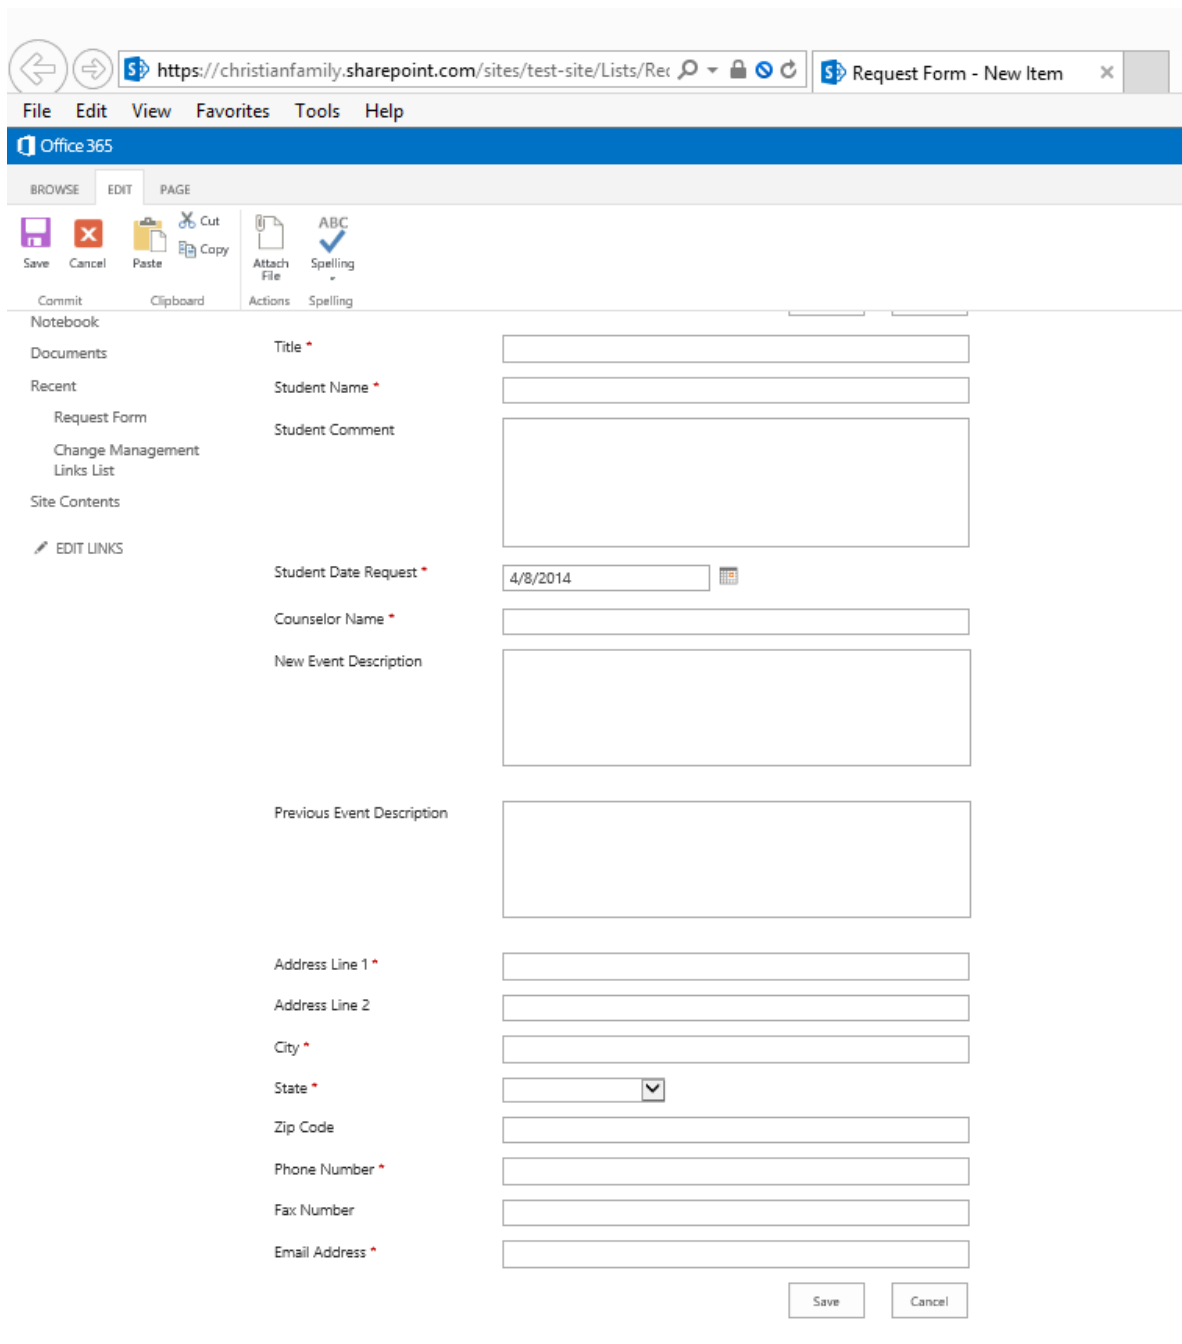 https://christianfamily.sharepoint.com/sites/test-site/Lists/Rec
Request Form - New Item
File Edit View Favorites Tools Help
Office 365
BROWSE EDIT PAGE
Save Cancel Paste Cut Copy Attach File ABC Spelling
Commit Clipboard Actions Spelling
Notebook
Documents
Recent
Request Form
Change Management
Links List
Site Contents
EDIT LINKS
Title *
Student Name *
Student Comment
Student Date Request * 4/8/2014
Counselor Name *
New Event Description
Previous Event Description
Address Line 1 *
Address Line 2
City *
State *
Zip Code
Phone Number *
Fax Number
Email Address *
Save Cancel